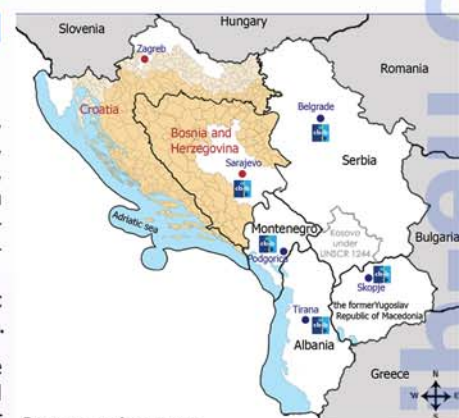 Slovenia
Hungary
Zagreb
Romania
Croatia
Belgrade
Bosnia and
Herzegovina
Sarajevo
Serbia
Adriatic sea
Montenegro
Kosovo
under
UNSCR 1244
Bulgaria
Podgorica
Skopje
the formerYugoslav
Republic of Macedonia
Tirana
Albania
Greece
N
W
E
S